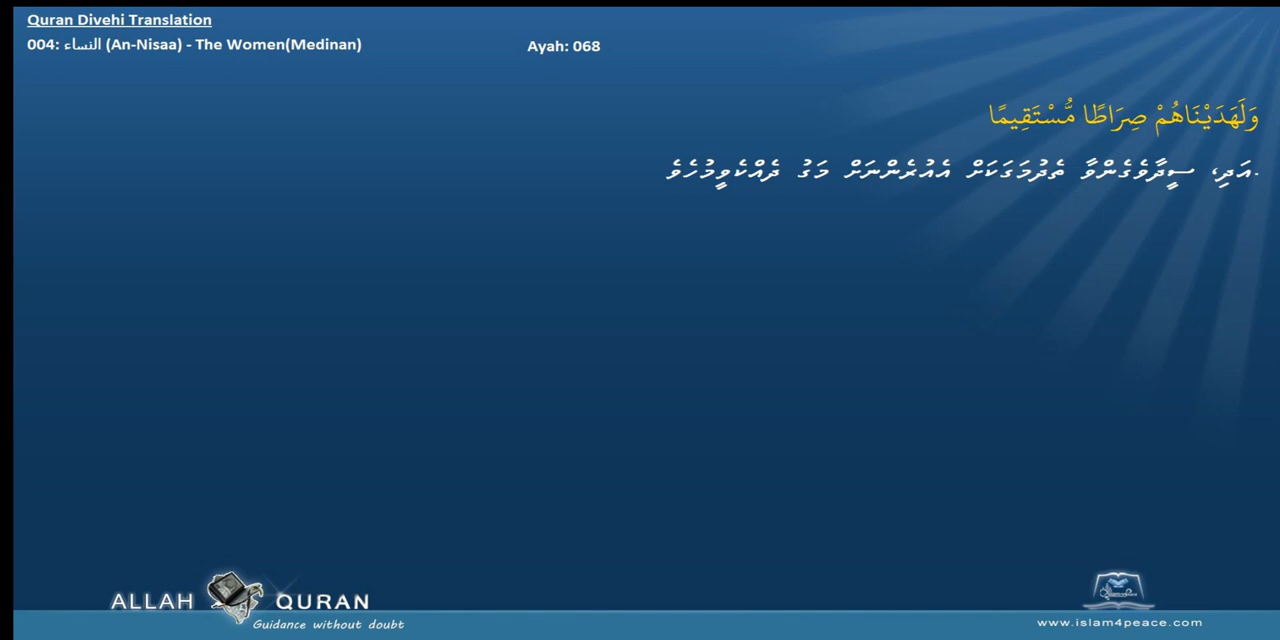 Quran Divehi Translation
004: النساء (An-Nisaa) - The Women(Medinan)
Ayah: 068
وَلَهَدَيْنَاهُمْ صِرَاطًا مُّسْتَقِيمًا
އަދި، ސީދާވެގެންވާ ތެދުމަގަކަށް އެއުރެންނަށް މަގު ދެއްކެވީމުހެވެ.
ALLAH QURAN
Guidance without doubt
www.islam4peace.com